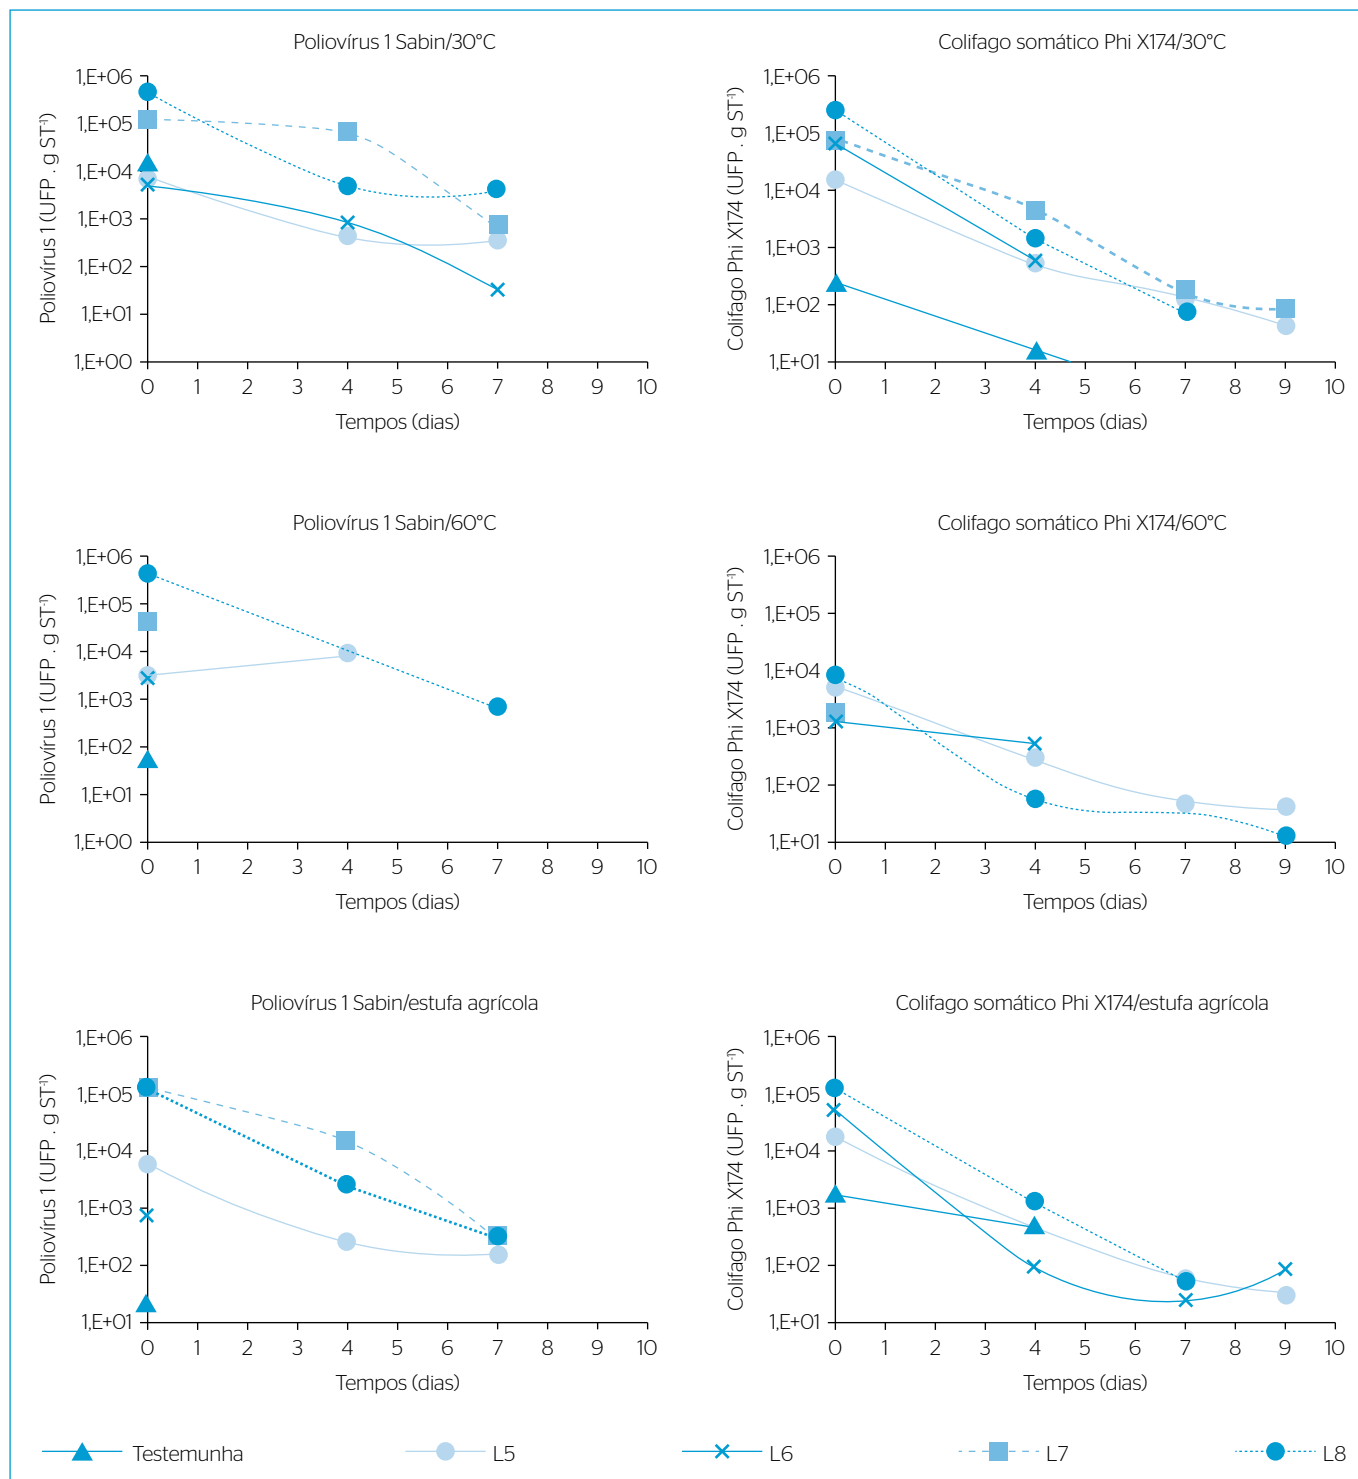 Poliovírus 1 Sabin/30°C
Poliovírus 1 (UFP . g ST-¹)
1,E+06
1,E+05
1,E+04
1,E+03
1,E+02
1,E+01
1,E+00
0 1 2 3 4 5 6 7 8 9 10
Tempos (dias)
Colifago somático Phi X174/30°C
Colifago Phi X174 (UFP . g ST-¹)
1,E+06
1,E+05
1,E+04
1,E+03
1,E+02
1,E+01
0 1 2 3 4 5 6 7 8 9 10
Tempos (dias)
Poliovírus 1 Sabin/60°C
Poliovírus 1 (UFP . g ST-¹)
1,E+06
1,E+05
1,E+04
1,E+03
1,E+02
1,E+01
1,E+00
0 1 2 3 4 5 6 7 8 9 10
Tempos (dias)
Colifago somático Phi X174/60°C
Colifago Phi X174 (UFP . g ST-¹)
1,E+06
1,E+05
1,E+04
1,E+03
1,E+02
1,E+01
0 1 2 3 4 5 6 7 8 9 10
Tempos (dias)
Poliovírus 1 Sabin/estufa agrícola
Poliovírus 1 (UFP . g ST-¹)
1,E+06
1,E+05
1,E+04
1,E+03
1,E+02
1,E+01
0 1 2 3 4 5 6 7 8 9 10
Tempos (dias)
Colifago somático Phi X174/estufa agrícola
Colifago Phi X174 (UFP . g ST-¹)
1,E+06
1,E+05
1,E+04
1,E+03
1,E+02
1,E+01
0 1 2 3 4 5 6 7 8 9 10
Tempos (dias)
Testemunha L5 L6 L7 L8